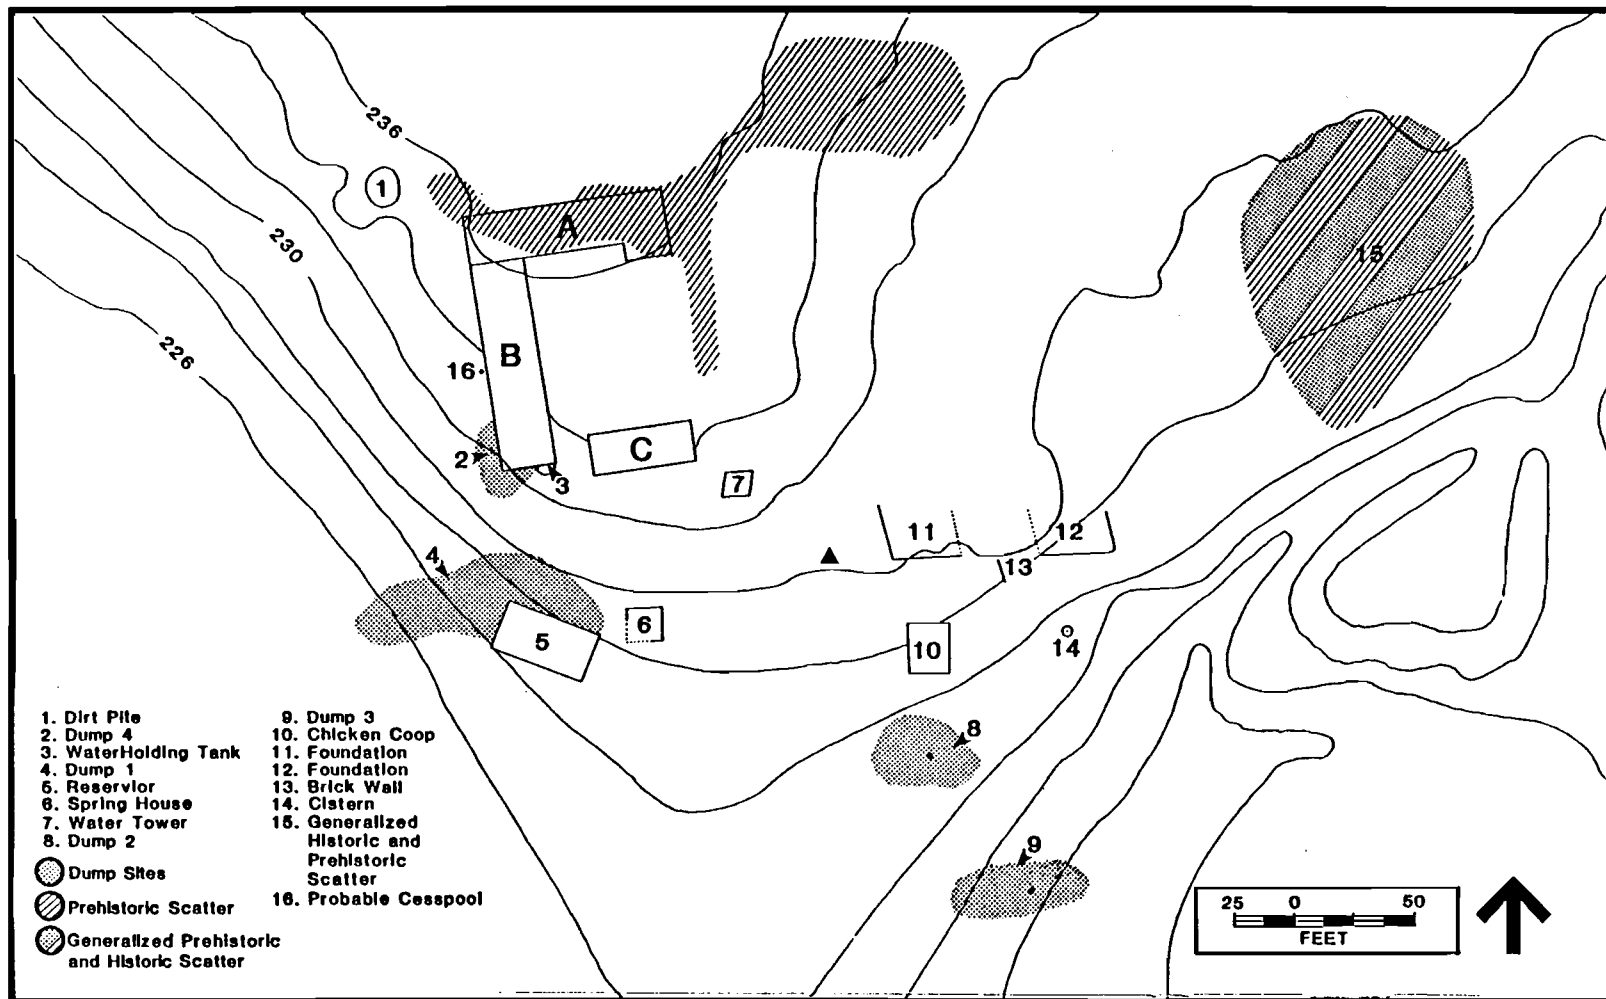 236
1
A
230
15
B
16
226
C
2
3
7
11
12
13
4
6
5
10
14
8
9
1. Dirt Pile
2. Dump 4
3. WaterHolding Tank
4. Dump 1
5. Reservior
6. Spring House
7. Water Tower
8. Dump 2
Dump Sites
Prehistoric Scatter
Generalized Prehistoric
and Historic Scatter
9. Dump 3
10. Chicken Coop
11. Foundation
12. Foundation
13. Brick Wall
14. Cistern
15. Generalized
Historic and
Prehistoric
Scatter
16. Probable Cesspool
25 0 50
FEET